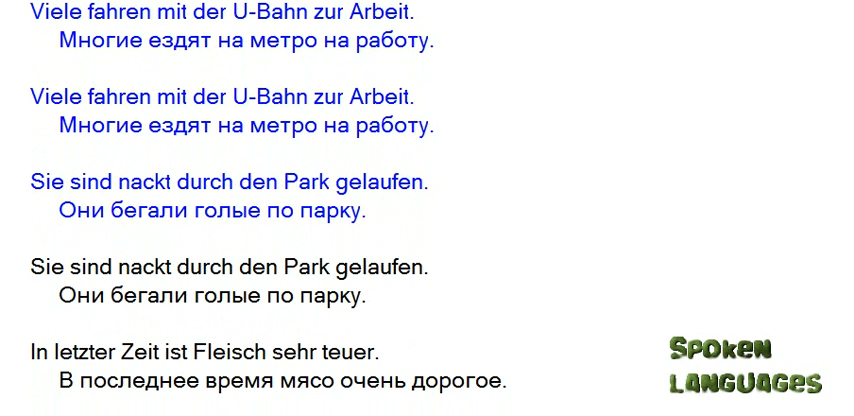 Viele fahren mit der U-Bahn zur Arbeit.
Многие ездят на метро на работу.
Viele fahren mit der U-Bahn zur Arbeit.
Многие ездят на метро на работу.
Sie sind nackt durch den Park gelaufen.
Они бегали голые по парку.
Sie sind nackt durch den Park gelaufen.
Они бегали голые по парку.
In letzter Zeit ist Fleisch sehr teuer.
В последнее время мясо очень дорогое.
Spoken
Languages